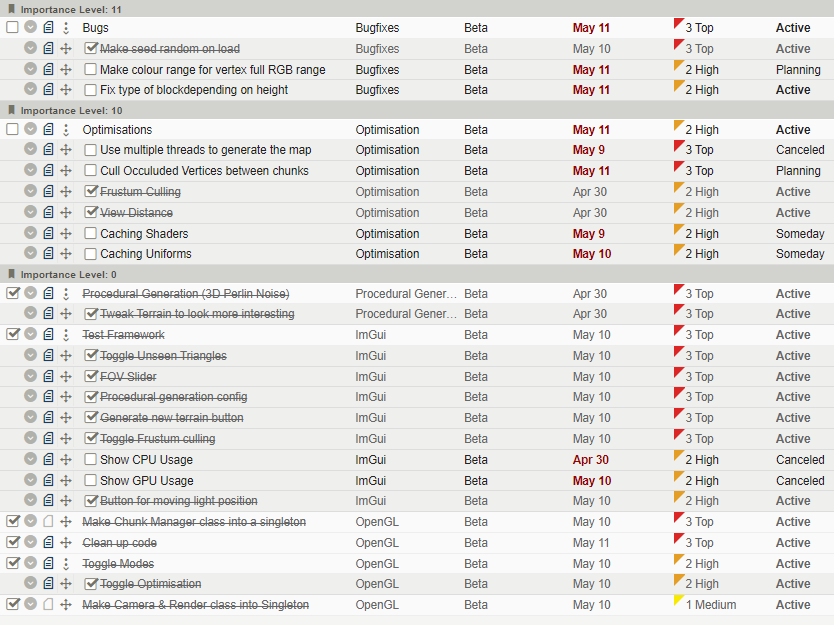 Importance Level: 11
Bugs Bugfixes Beta May 11 3 Top Active
Make seed random on load Bugfixes Beta May 10 3 Top Active
Make colour range for vertex full RGB range Bugfixes Beta May 11 2 High Planning
Fix type of blockdepending on height Bugfixes Beta May 11 2 High Active
Importance Level: 10
Optimisations Optimisation Beta May 11 2 High Active
Use multiple threads to generate the map Optimisation Beta May 9 3 Top Canceled
Cull Occuluded Vertices between chunks Optimisation Beta May 11 3 Top Planning
Frustum Culling Optimisation Beta Apr 30 2 High Active
View Distance Optimisation Beta Apr 30 2 High Active
Caching Shaders Optimisation Beta May 9 2 High Someday
Caching Uniforms Optimisation Beta May 10 2 High Someday
Importance Level: 0
Procedural Generation (3D Perlin Noise) Procedural Gener... Beta Apr 30 3 Top Active
Tweak Terrain to look more interesting Procedural Gener... Beta Apr 30 3 Top Active
Test Framework ImGui Beta May 10 3 Top Active
Toggle Unseen Triangles ImGui Beta May 10 3 Top Active
FOV Slider ImGui Beta May 10 3 Top Active
Procedural generation config ImGui Beta May 10 3 Top Active
Generate new terrain button ImGui Beta May 10 3 Top Active
Toggle Frustum culling ImGui Beta May 10 3 Top Active
Show CPU Usage ImGui Beta Apr 30 2 High Canceled
Show GPU Usage ImGui Beta May 10 2 High Canceled
Button for moving light position ImGui Beta May 10 2 High Active
Make Chunk Manager class into a singleton OpenGL Beta May 10 3 Top Active
Clean up code OpenGL Beta May 11 3 Top Active
Toggle Modes OpenGL Beta May 10 2 High Active
Toggle Optimisation OpenGL Beta May 10 2 High Active
Make Camera & Render class into Singleton OpenGL Beta May 10 1 Medium Active